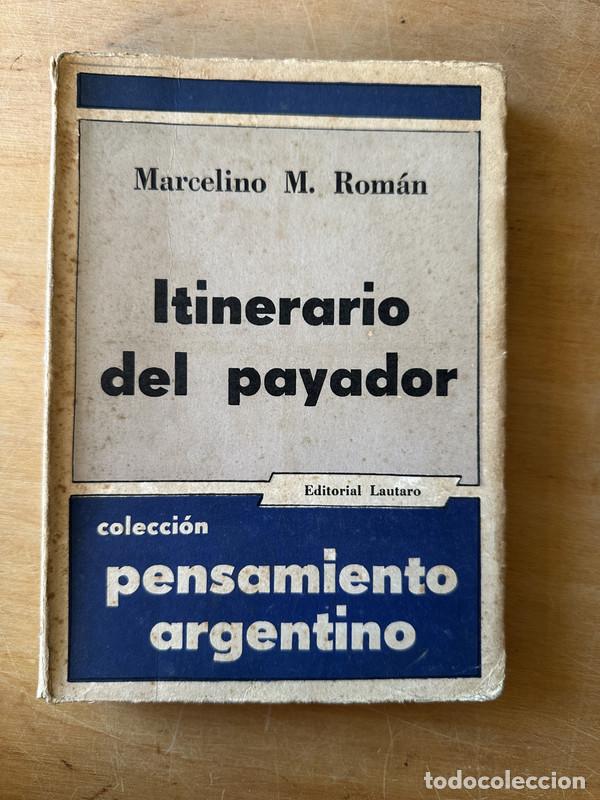 Marcelino M. Román
Itinerario
del payador
Editorial Lautaro
colección
pensamiento
argentino
todocoleccion